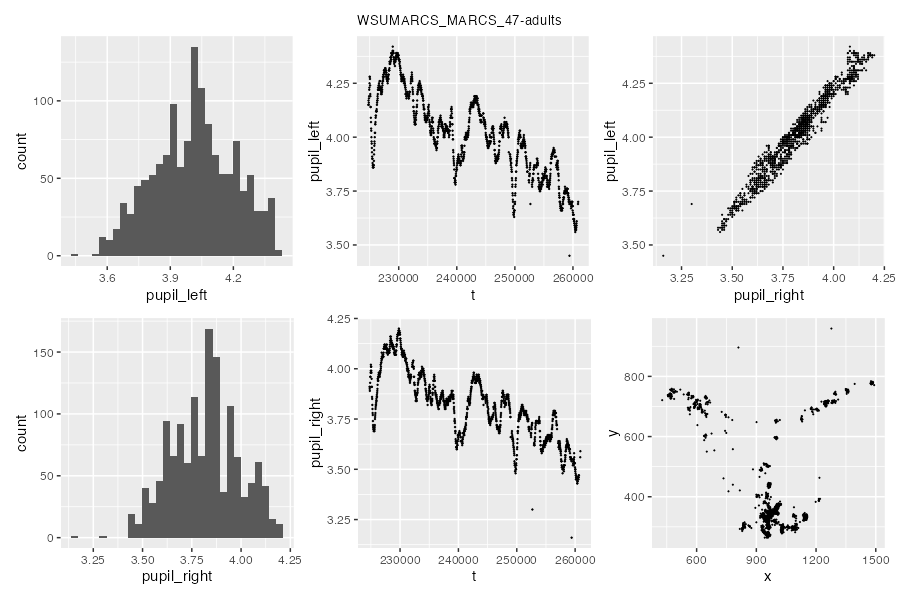 WSUMARCS_MARCS_47-adults
count
100
50
0
3.6 3.9 4.2
pupil_left
pupil_left
4.25
4.00
3.75
3.50
230000 240000 250000 260000
t
pupil_left
4.25
4.00
3.75
3.50
3.25 3.50 3.75 4.00 4.25
pupil_right
count
150
100
50
0
3.25 3.50 3.75 4.00 4.25
pupil_right
pupil_right
4.25
4.00
3.75
3.50
3.25
230000 240000 250000 260000
t
y
800
600
400
600 900 1200 1500
x